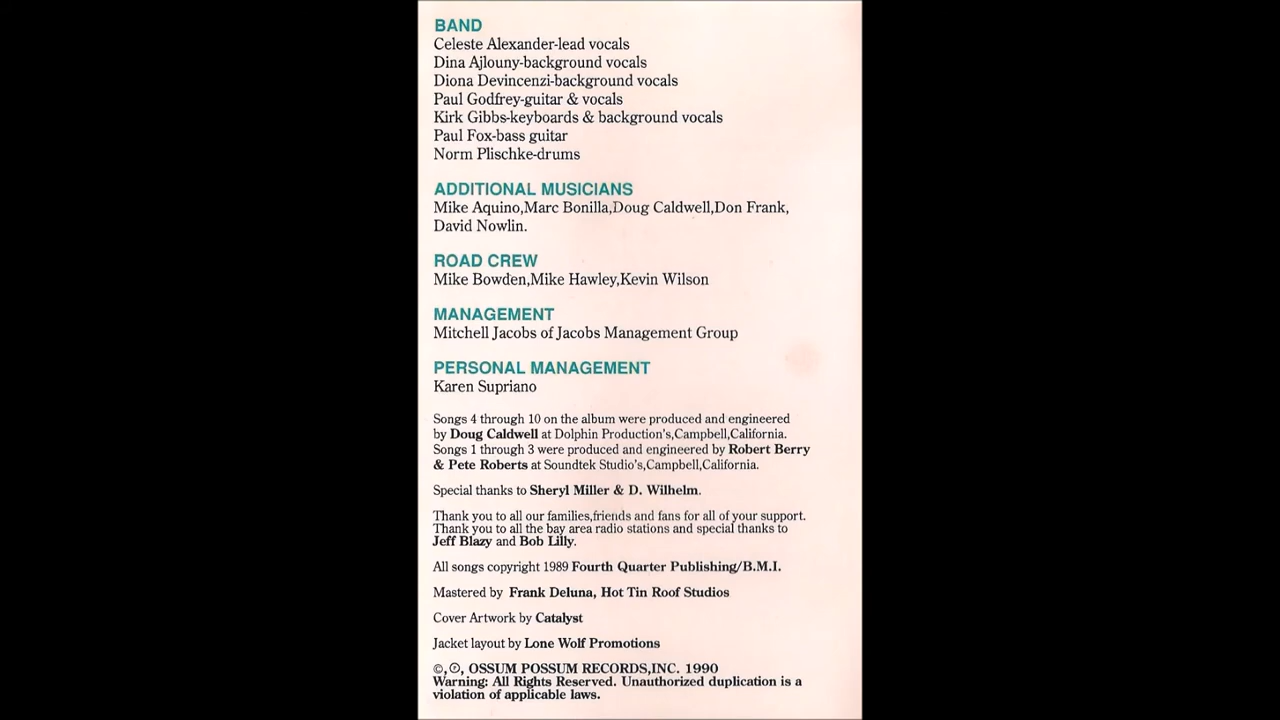 BAND
Celeste Alexander-lead vocals
Dina Ajlouny-background vocals
Diona Devincenzi-background vocals
Paul Godfrey-guitar & vocals
Kirk Gibbs-keyboards & background vocals
Paul Fox-bass guitar
Norm Plischke-drums
ADDITIONAL MUSICIANS
Mike Aquino,Marc Bonilla,Doug Caldwell,Don Frank,
David Nowlin.
ROAD CREW
Mike Bowden,Mike Hawley,Kevin Wilson
MANAGEMENT
Mitchell Jacobs of Jacobs Management Group
PERSONAL MANAGEMENT
Karen Supriano
Songs 4 through 10 on the album were produced and engineered
by Doug Caldwell at Dolphin Production's,Campbell,California.
Songs 1 through 3 were produced and engineered by Robert Berry
& Pete Roberts at Soundtek Studio's,Campbell,California.
Special thanks to Sheryl Miller & D. Wilhelm.
Thank you to all our families,friends and fans for all of your support.
Thank you to all the bay area radio stations and special thanks to
Jeff Blazy and Bob Lilly.
All songs copyright 1989 Fourth Quarter Publishing/B.M.I.
Mastered by Frank Deluna, Hot Tin Roof Studios
Cover Artwork by Catalyst
Jacket layout by Lone Wolf Promotions
©,℗, OSSUM POSSUM RECORDS,INC. 1990
Warning: All Rights Reserved. Unauthorized duplication is a
violation of applicable laws.